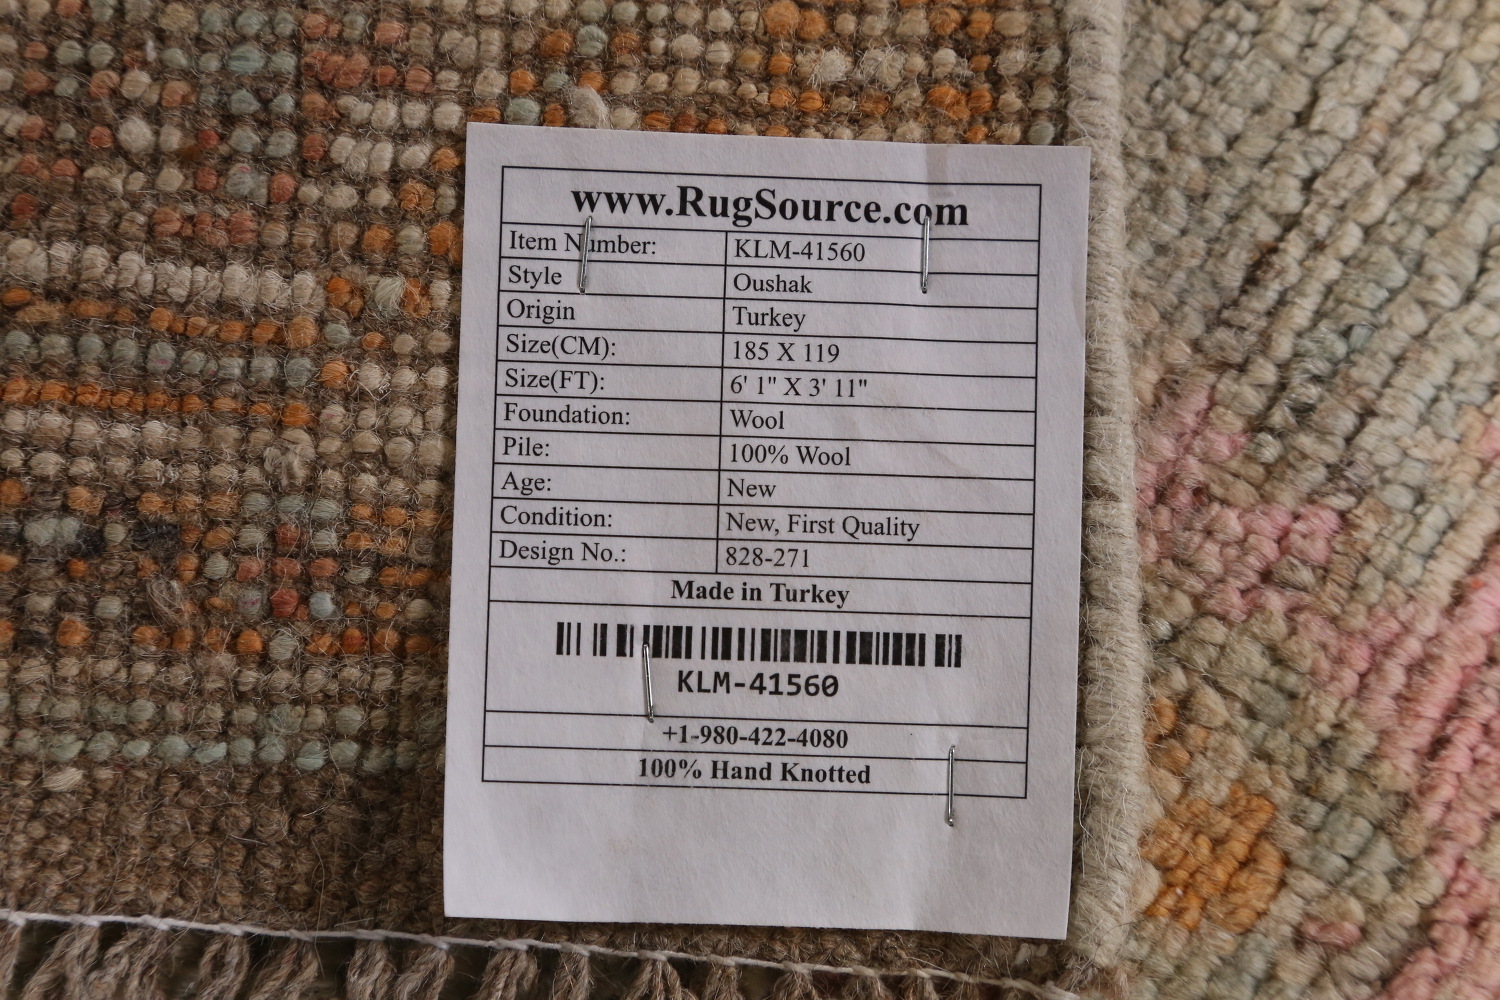 www.RugSource.com
Item Number: KLM-41560
Style Oushak
Origin Turkey
Size(CM): 185 X 119
Size(FT): 6' 1" X 3' 11"
Foundation: Wool
Pile: 100% Wool
Age: New
Condition: New, First Quality
Design No.: 828-271
Made in Turkey
KLM-41560
+1-980-422-4080
100% Hand Knotted